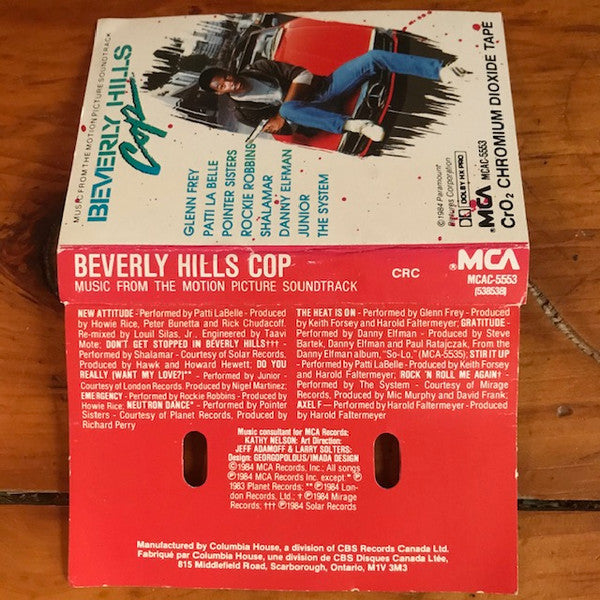 MUSIC FROM THE MOTION PICTURE SOUNDTRACK
BEVERLY HILLS
COP
GLENN FREY
PATTI LA BELLE
POINTER SISTERS
ROCKIE ROBBINS
SHALAMAR
DANNY ELFMAN
JUNIOR
THE SYSTEM
©1984 Paramount
Pictures Corporation
DOLBY HX PRO
MCA MCAC-5553
CrO₂ CHROMIUM DIOXIDE TAPE
BEVERLY HILLS COP
MUSIC FROM THE MOTION PICTURE SOUNDTRACK
CRC
®MCA
MCAC-5553
(538538)
NEW ATTITUDE - Performed by Patti LaBelle - Produced
by Howie Rice, Peter Bunetta and Rick Chudacoff.
Re-mixed by Louil Silas, Jr., Engineered by Taavi
Mote; DON'T GET STOPPED IN BEVERLY HILLS††† -
Performed by Shalamar - Courtesy of Solar Records.
Produced by Hawk and Howard Hewett; DO YOU
REALLY [WANT MY LOVE?]** - Performed by Junior -
Courtesy of London Records. Produced by Nigel Martinez;
EMERGENCY - Performed by Rockie Robbins - Produced by
Howie Rice; NEUTRON DANCE* - Performed by Pointer
Sisters - Courtesy of Planet Records, Produced by
Richard Perry
THE HEAT IS ON - Performed by Glenn Frey - Produced
by Keith Forsey and Harold Faltermeyer; GRATITUDE -
Performed by Danny Elfman - Produced by Steve
Bartek, Danny Elfman and Paul Ratajczak, From the
Danny Elfman album, "So-Lo." (MCA-5535); STIR IT UP
- Performed by Patti LaBelle - Produced by Keith Forsey
and Harold Faltermeyer; ROCK 'N ROLL ME AGAIN† -
Performed by The System - Courtesy of Mirage
Records, Produced by Mic Murphy and David Frank;
AXEL F - Performed by Harold Faltermeyer - Produced
by Harold Faltermeyer
Music consultant for MCA Records:
KATHY NELSON: Art Direction:
JEFF ADAMOFF & LARRY SOLTERS:
Design: GEORGOPOLOUS/IMADA DESIGN
©1984 MCA Records, Inc.; All songs
℗1984 MCA Records Inc. except:* ℗
1983 Planet Records; ** ℗1984 Lon-
don Records, Ltd.; † ℗1984 Mirage
Records; ††† ℗1984 Solar Records
Manufactured by Columbia House, a division of CBS Records Canada Ltd.
Fabriqué par Columbia House, une division de CBS Disques Canada Ltée,
815 Middlefield Road, Scarborough, Ontario, M1V 3M3